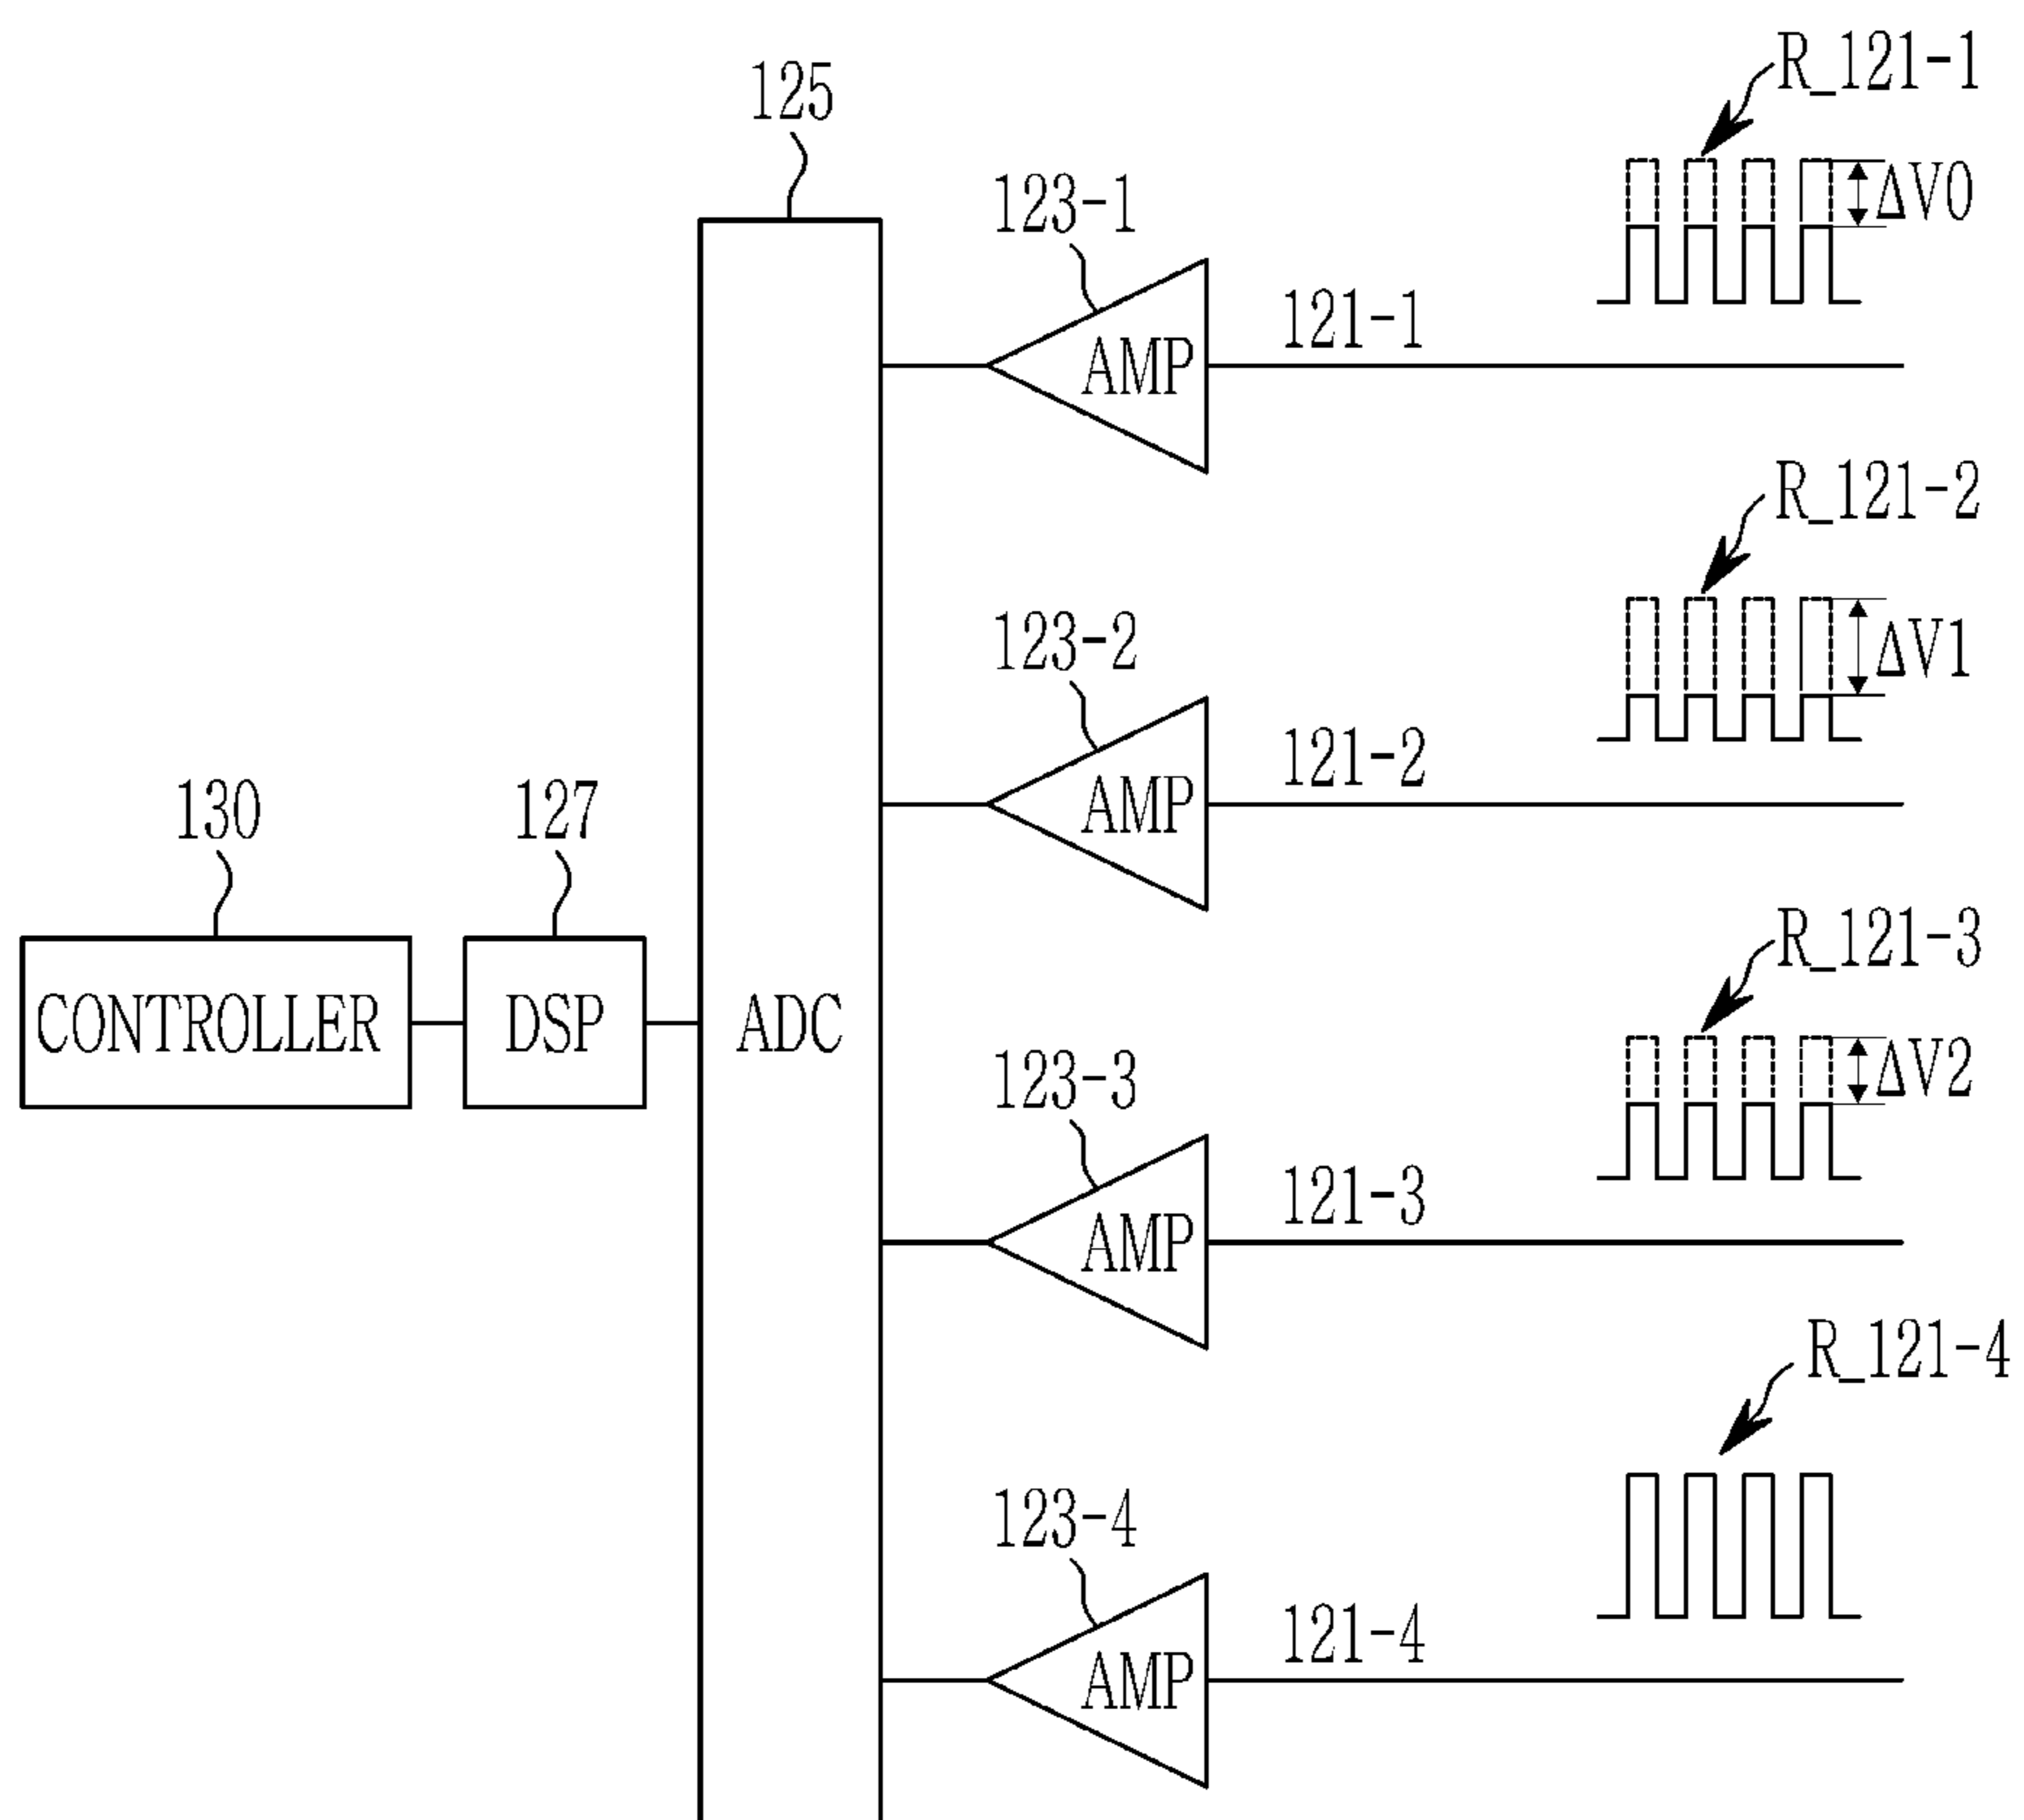 R_121-1
125
ΔV0
123-1
121-1
AMP
R_121-2
ΔV1
123-2
121-2
AMP
130
127
R_121-3
CONTROLLER
DSP
ADC
ΔV2
123-3
121-3
AMP
R_121-4
123-4
121-4
AMP